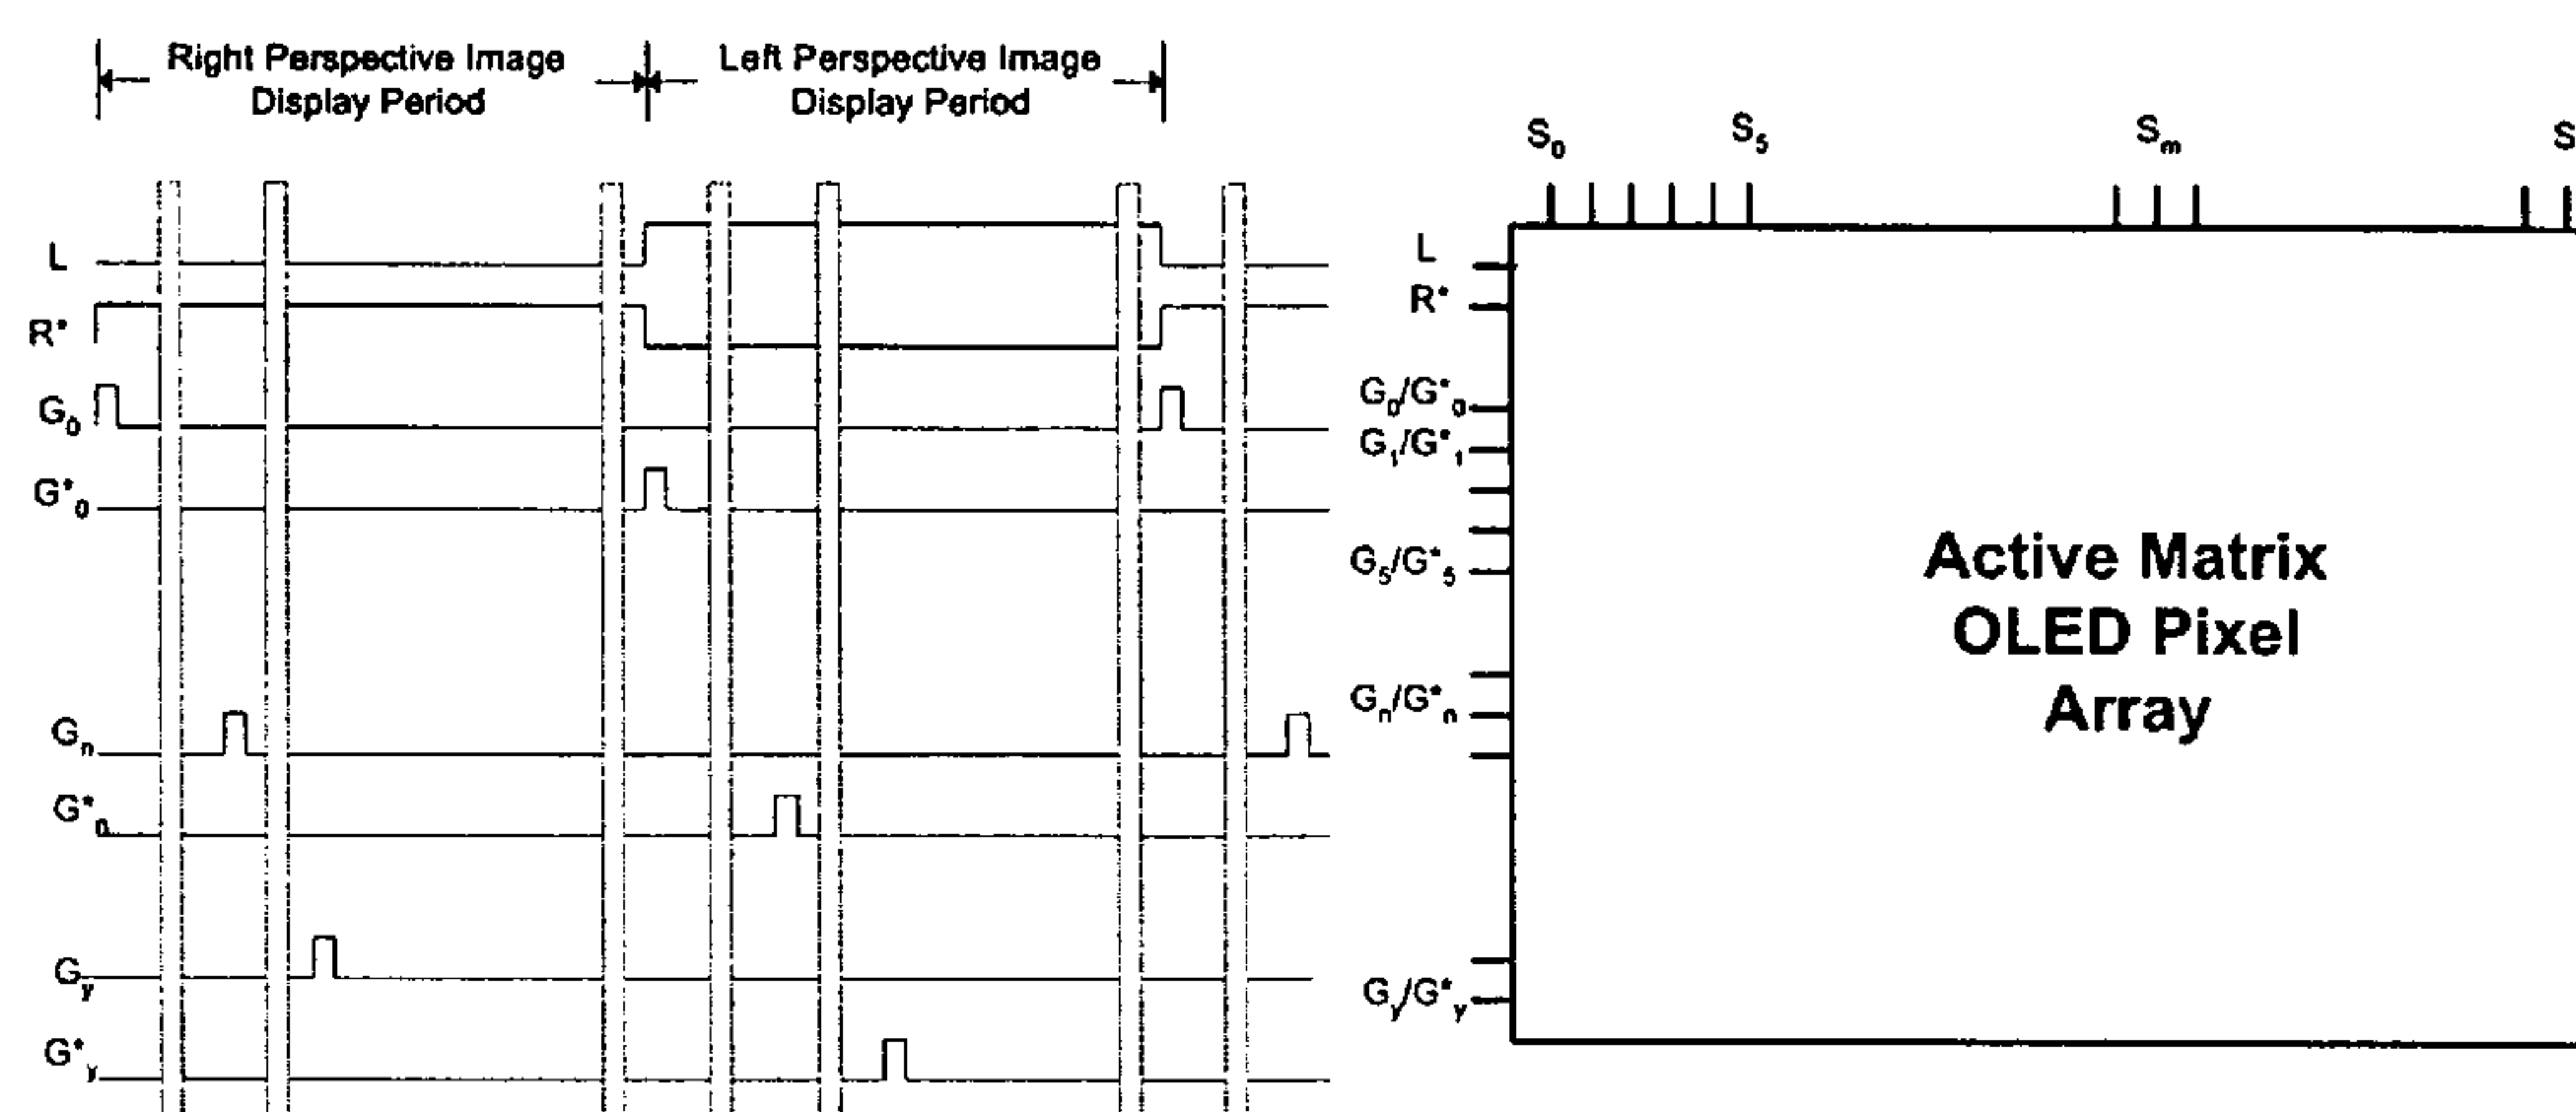 Right Perspective Image
Display Period
Left Perspective Image
Display Period
L
R*
G0
G*0
Gn
G*n
Gy
G*y
S0
S5
Sm
S
L
R*
G0/G*0
G1/G*1
G5/G*5
Gn/G*n
Gy/G*y
Active Matrix
OLED Pixel
Array